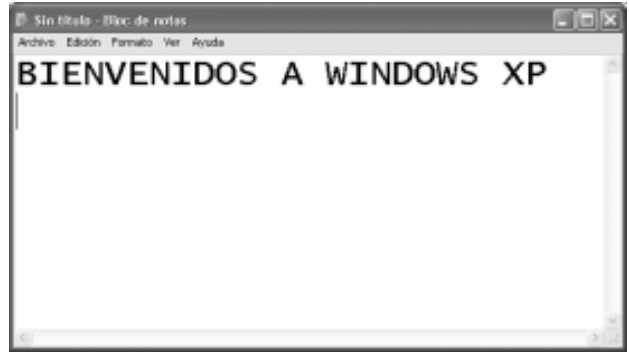 Sin título - Bloc de notas
Archivo Edición Formato Ver Ayuda
BIENVENIDOS A WINDOWS XP